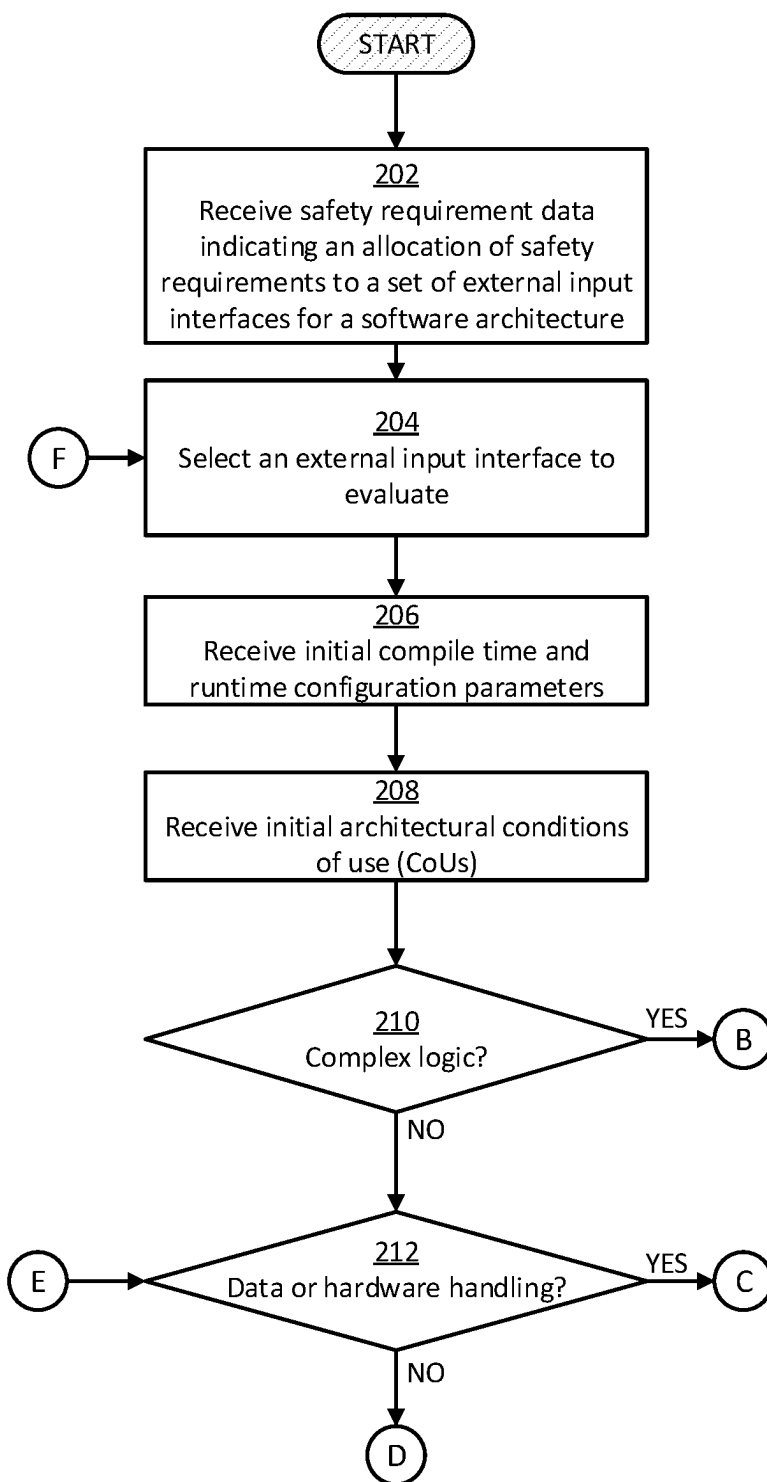 START
202
Receive safety requirement data
indicating an allocation of safety
requirements to a set of external input
interfaces for a software architecture
204
F
Select an external input interface to
evaluate
206
Receive initial compile time and
runtime configuration parameters
208
Receive initial architectural conditions
of use (CoUs)
210
Complex logic?
YES
B
NO
E
212
Data or hardware handling?
YES
C
NO
D